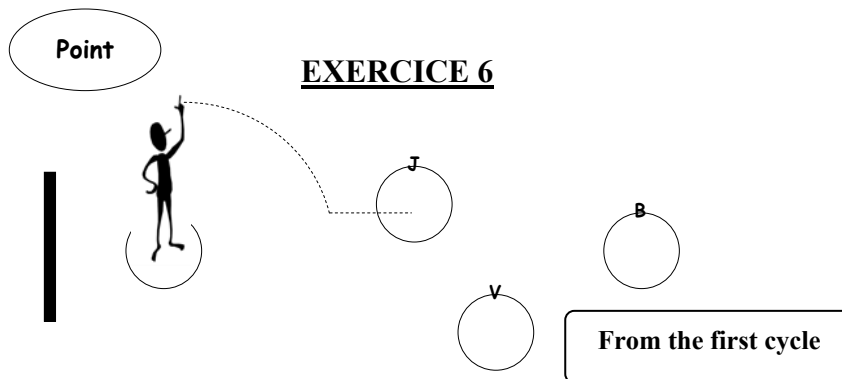 Point
EXERCICE 6
J
B
V
From the first cycle